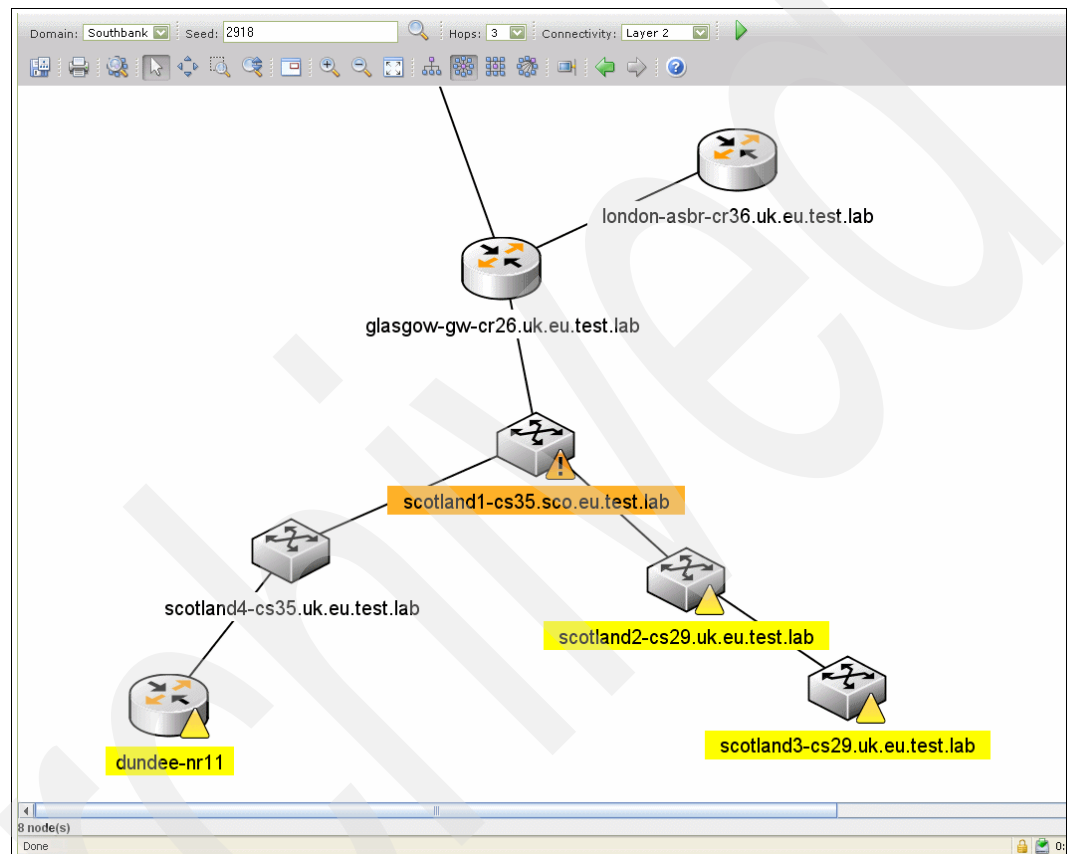 Domain: Southbank Seed: 2918 Hops: 3 Connectivity: Layer 2
london-asbr-cr36.uk.eu.test.lab
glasgow-gw-cr26.uk.eu.test.lab
scotland1-cs35.sco.eu.test.lab
scotland4-cs35.uk.eu.test.lab
scotland2-cs29.uk.eu.test.lab
scotland3-cs29.uk.eu.test.lab
dundee-nr11
8 node(s)
Done
0: